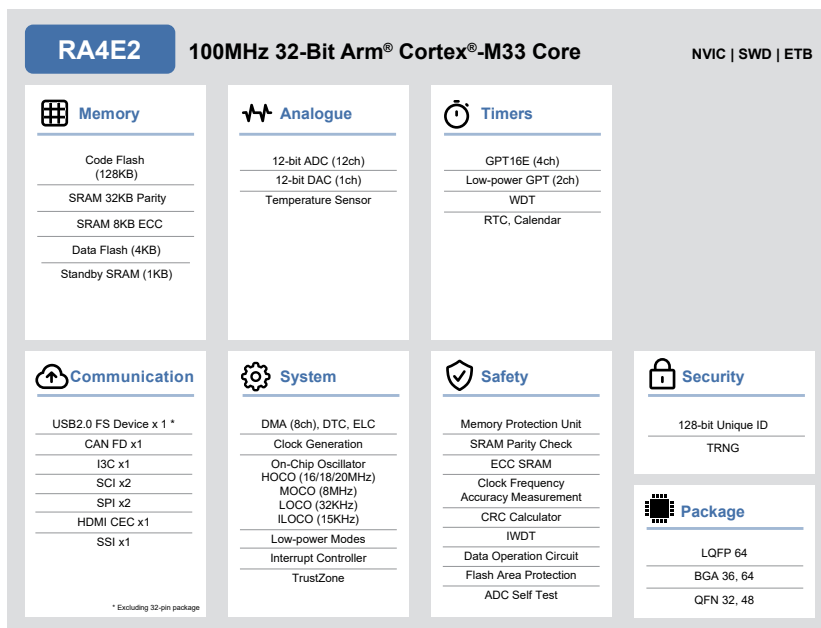 RA4E2
100MHz 32-Bit Arm® Cortex®-M33 Core
NVIC | SWD | ETB
Memory
Code Flash
(128KB)
SRAM 32KB Parity
SRAM 8KB ECC
Data Flash (4KB)
Standby SRAM (1KB)
Analogue
12-bit ADC (12ch)
12-bit DAC (1ch)
Temperature Sensor
Timers
GPT16E (4ch)
Low-power GPT (2ch)
WDT
RTC, Calendar
Communication
USB2.0 FS Device x 1 *
CAN FD x1
I3C x1
SCI x2
SPI x2
HDMI CEC x1
SSI x1
* Excluding 32-pin package
System
DMA (8ch), DTC, ELC
Clock Generation
On-Chip Oscillator
HOCO (16/18/20MHz)
MOCO (8MHz)
LOCO (32KHz)
ILOCO (15KHz)
Low-power Modes
Interrupt Controller
TrustZone
Safety
Memory Protection Unit
SRAM Parity Check
ECC SRAM
Clock Frequency
Accuracy Measurement
CRC Calculator
IWDT
Data Operation Circuit
Flash Area Protection
ADC Self Test
Security
128-bit Unique ID
TRNG
Package
LQFP 64
BGA 36, 64
QFN 32, 48